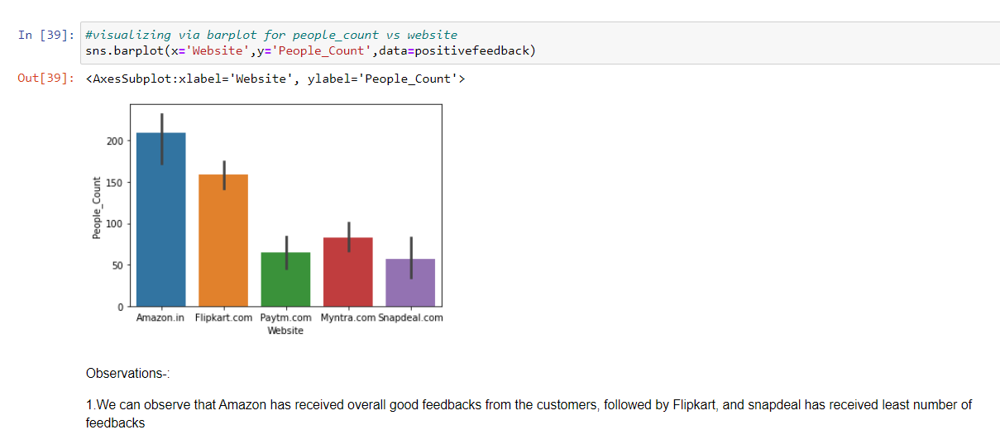 In [39]: #visualizing via barplot for people_count vs website
sns.barplot(x='Website',y='People_Count',data=positivefeedback)
Out[39]: <AxesSubplot:xlabel='Website', ylabel='People_Count'>
200
150
100
50
0
People_Count
Amazon.in Flipkart.com Paytm.com Myntra.com Snapdeal.com
Website
Observations-:
1.We can observe that Amazon has received overall good feedbacks from the customers, followed by Flipkart, and snapdeal has received least number of
feedbacks